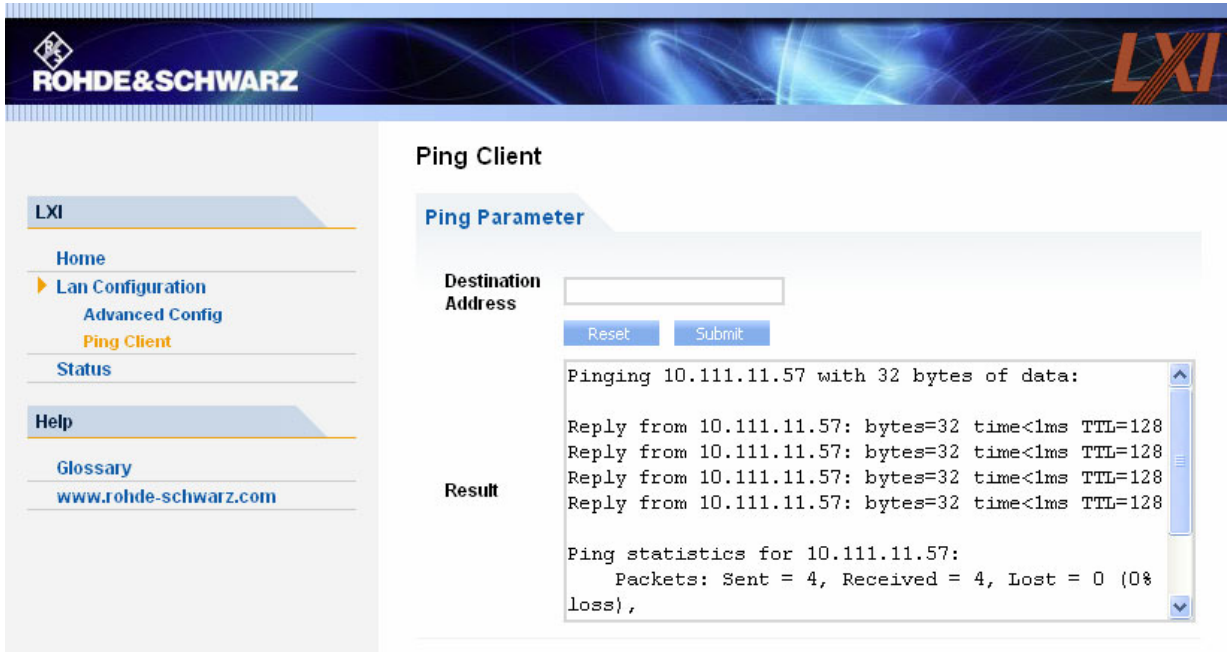 ROHDE&SCHWARZ
LXI
LXI
Home
Lan Configuration
Advanced Config
Ping Client
Status
Help
Glossary
www.rohde-schwarz.com
Ping Client
Ping Parameter
Destination
Address
Reset
Submit
Result
Pinging 10.111.11.57 with 32 bytes of data:
Reply from 10.111.11.57: bytes=32 time<1ms TTL=128
Reply from 10.111.11.57: bytes=32 time<1ms TTL=128
Reply from 10.111.11.57: bytes=32 time<1ms TTL=128
Reply from 10.111.11.57: bytes=32 time<1ms TTL=128
Ping statistics for 10.111.11.57:
Packets: Sent = 4, Received = 4, Lost = 0 (0%
loss),